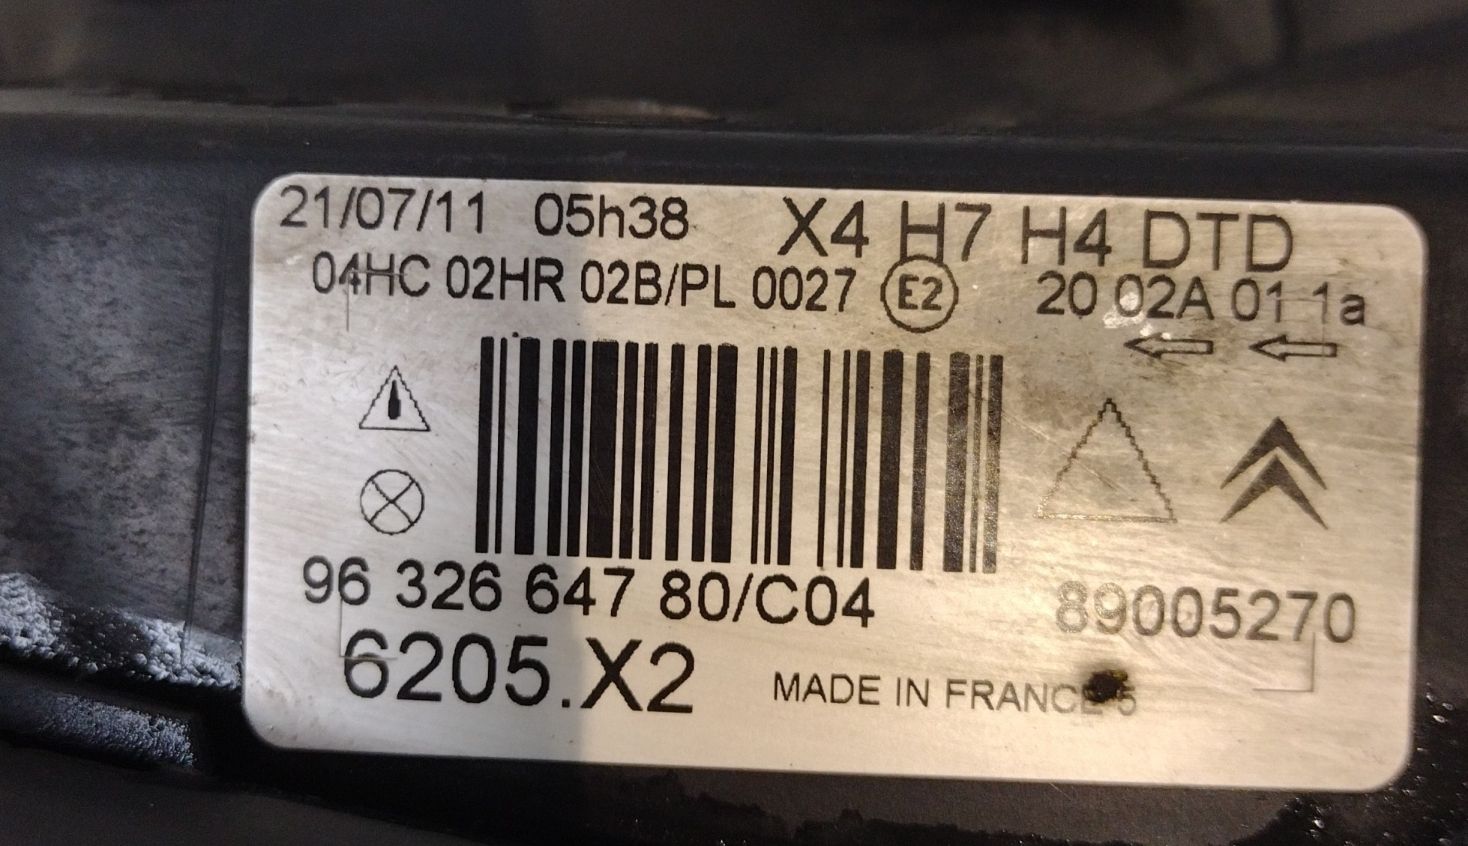 21/07/11 05h38 X4 H7 H4 DTD
04HC 02HR 02B/PL 0027 E2 20 02A 01 1a
96 326 647 80/C04 89005270
6205.X2 MADE IN FRANCE 5